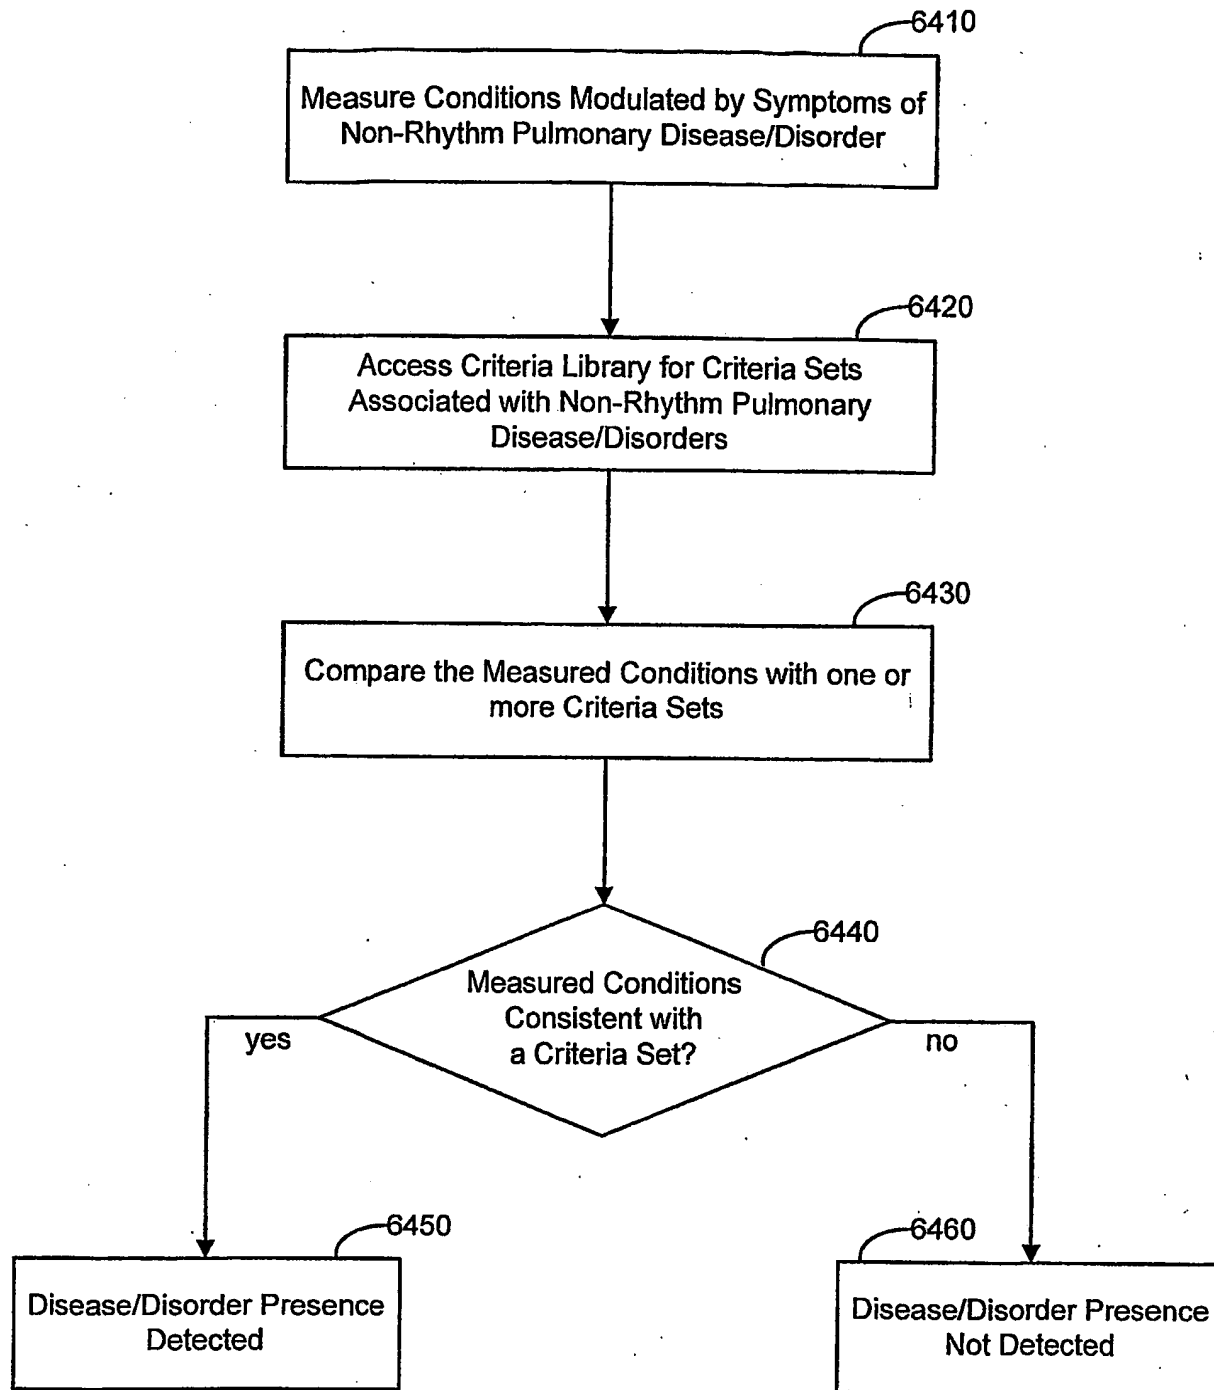 6410
Measure Conditions Modulated by Symptoms of
Non-Rhythm Pulmonary Disease/Disorder
6420
Access Criteria Library for Criteria Sets
Associated with Non-Rhythm Pulmonary
Disease/Disorders
6430
Compare the Measured Conditions with one or
more Criteria Sets
6440
Measured Conditions
Consistent with
a Criteria Set?
yes
no
6450
Disease/Disorder Presence
Detected
6460
Disease/Disorder Presence
Not Detected